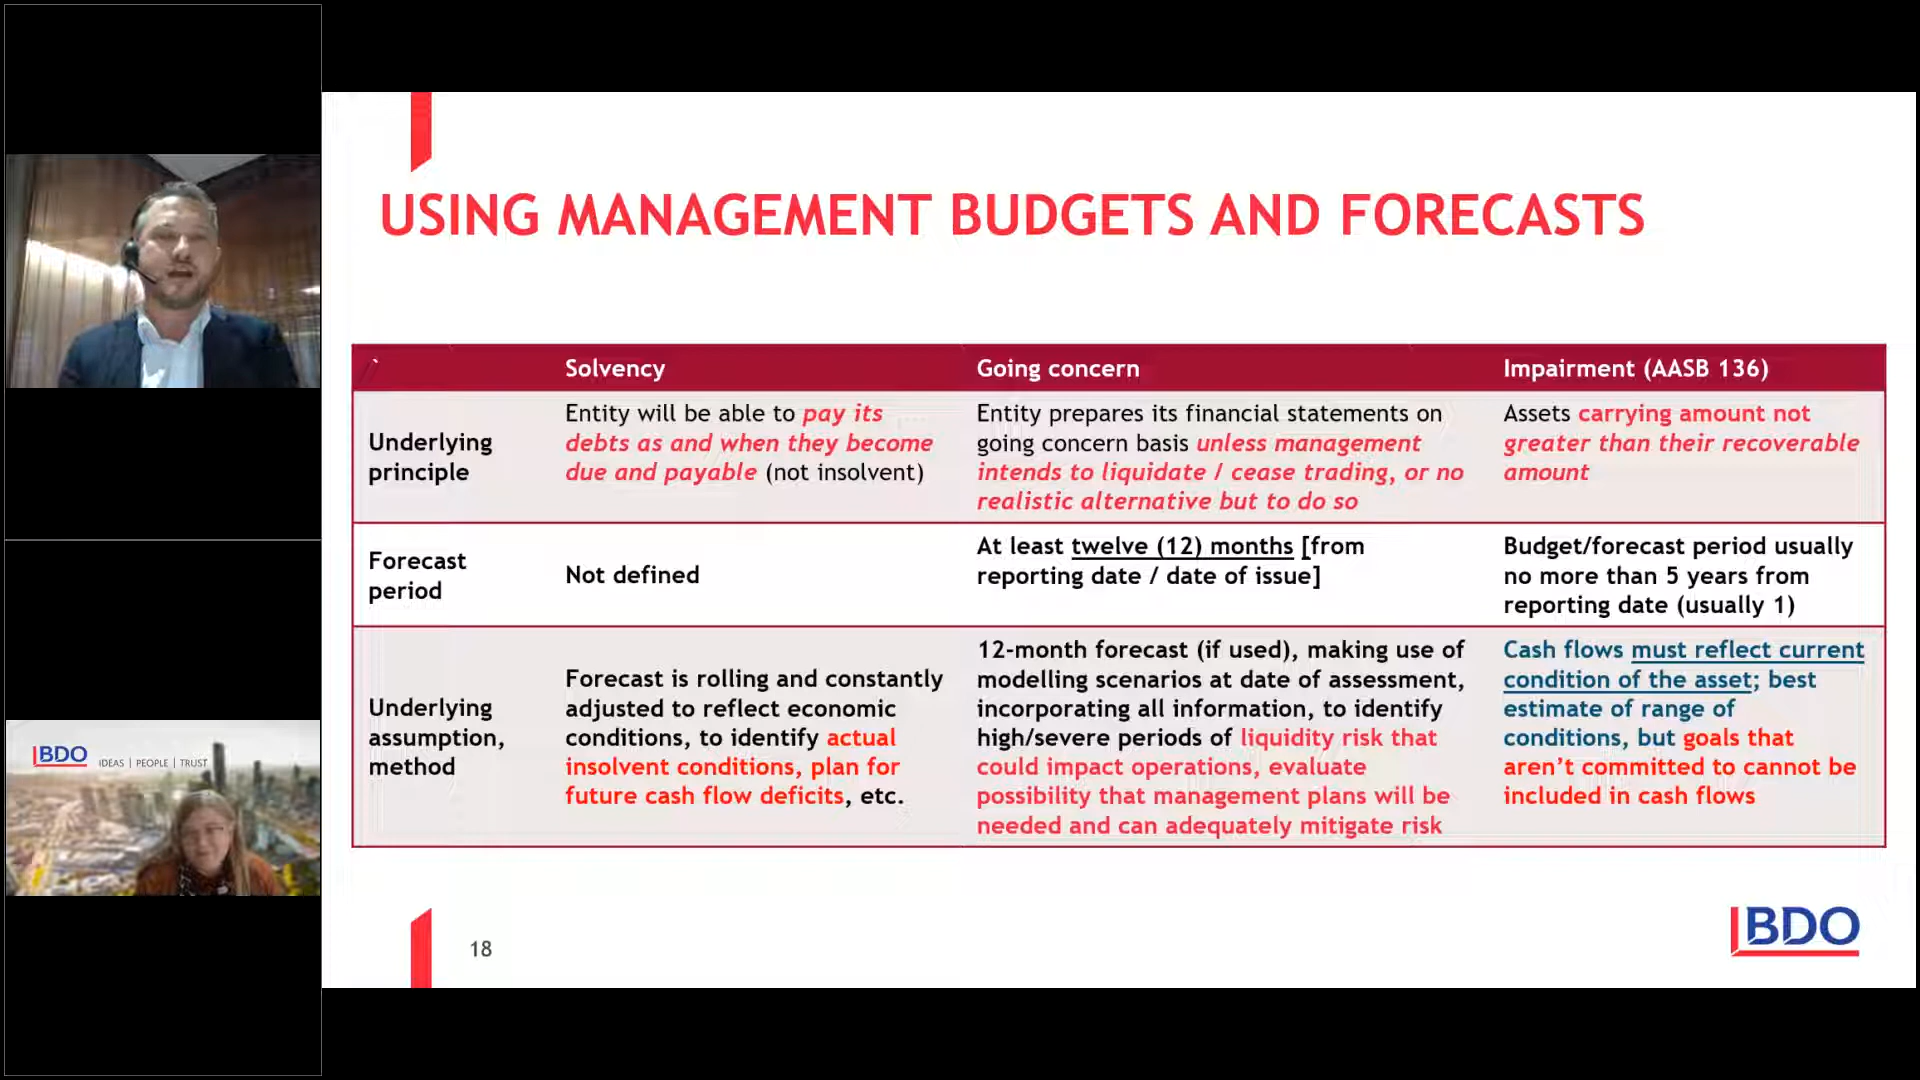 USING MANAGEMENT BUDGETS AND FORECASTS
Solvency
Going concern
Impairment (AASB 136)
Underlying
principle
Entity will be able to pay its
debts as and when they become
due and payable (not insolvent)
Entity prepares its financial statements on
going concern basis unless management
intends to liquidate / cease trading, or no
realistic alternative but to do so
Assets carrying amount not
greater than their recoverable
amount
Forecast
period
Not defined
At least twelve (12) months [from
reporting date / date of issue]
Budget/forecast period usually
no more than 5 years from
reporting date (usually 1)
Underlying
assumption,
method
Forecast is rolling and constantly
adjusted to reflect economic
conditions, to identify actual
insolvent conditions, plan for
future cash flow deficits, etc.
12-month forecast (if used), making use of
modelling scenarios at date of assessment,
incorporating all information, to identify
high/severe periods of liquidity risk that
could impact operations, evaluate
possibility that management plans will be
needed and can adequately mitigate risk
Cash flows must reflect current
condition of the asset; best
estimate of range of
conditions, but goals that
aren’t committed to cannot be
included in cash flows
18
BDO
BDO
IDEAS | PEOPLE | TRUST